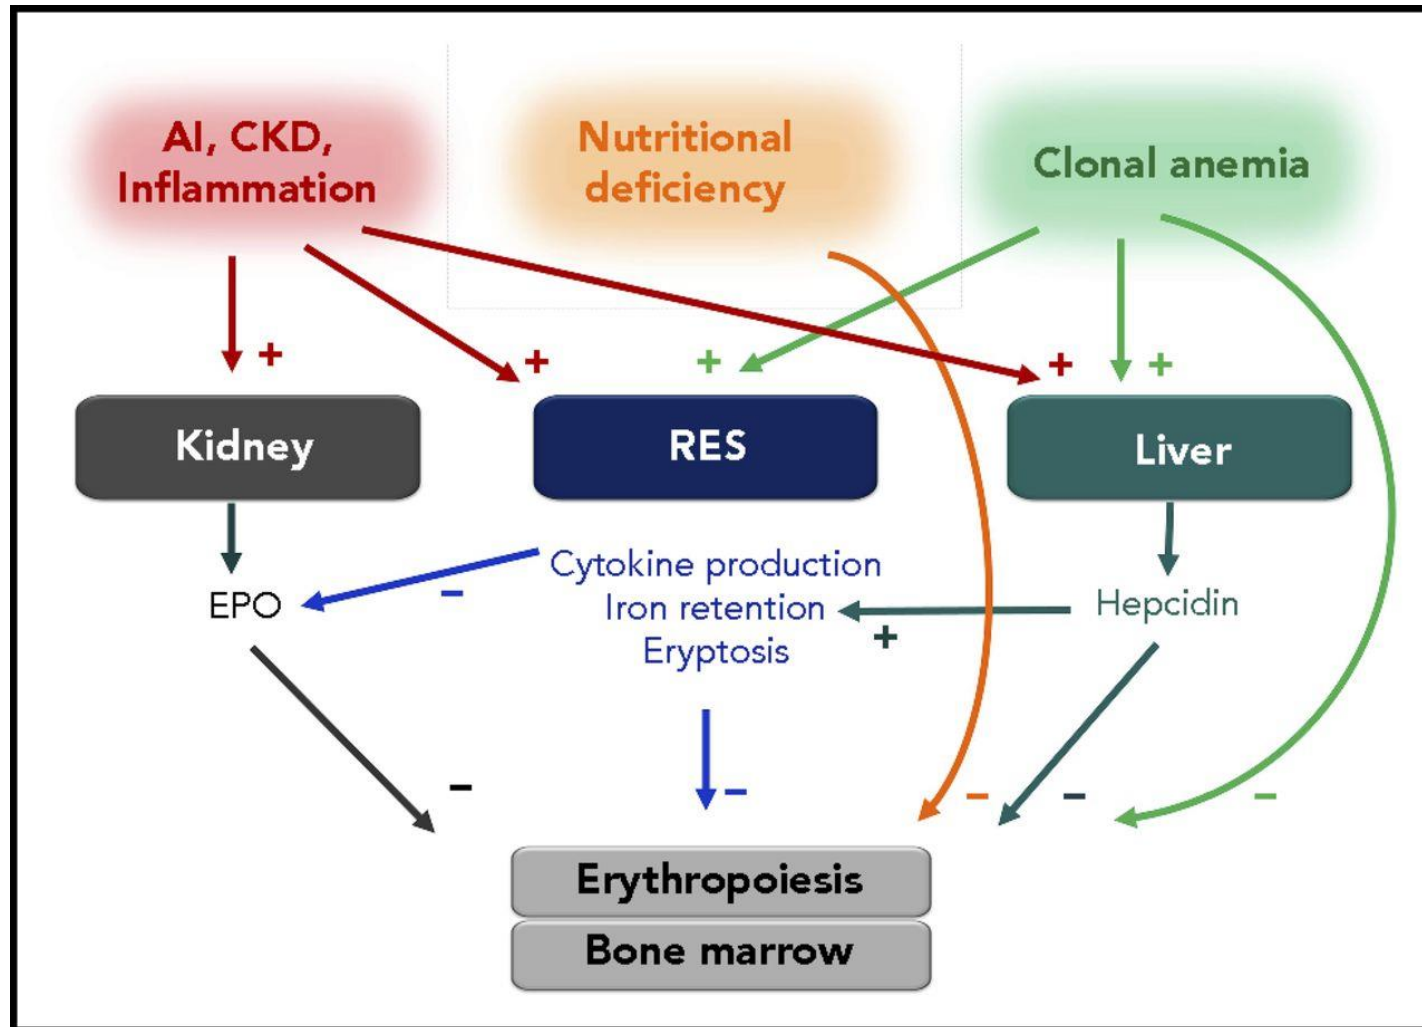 AI, CKD,
Inflammation
Nutritional
deficiency
Clonal anemia
+
+
+
+
+
Kidney
RES
Liver
Cytokine production
Iron retention
Eryptosis
EPO
–
+
Hepcidin
–
–
–
–
–
Erythropoiesis
Bone marrow